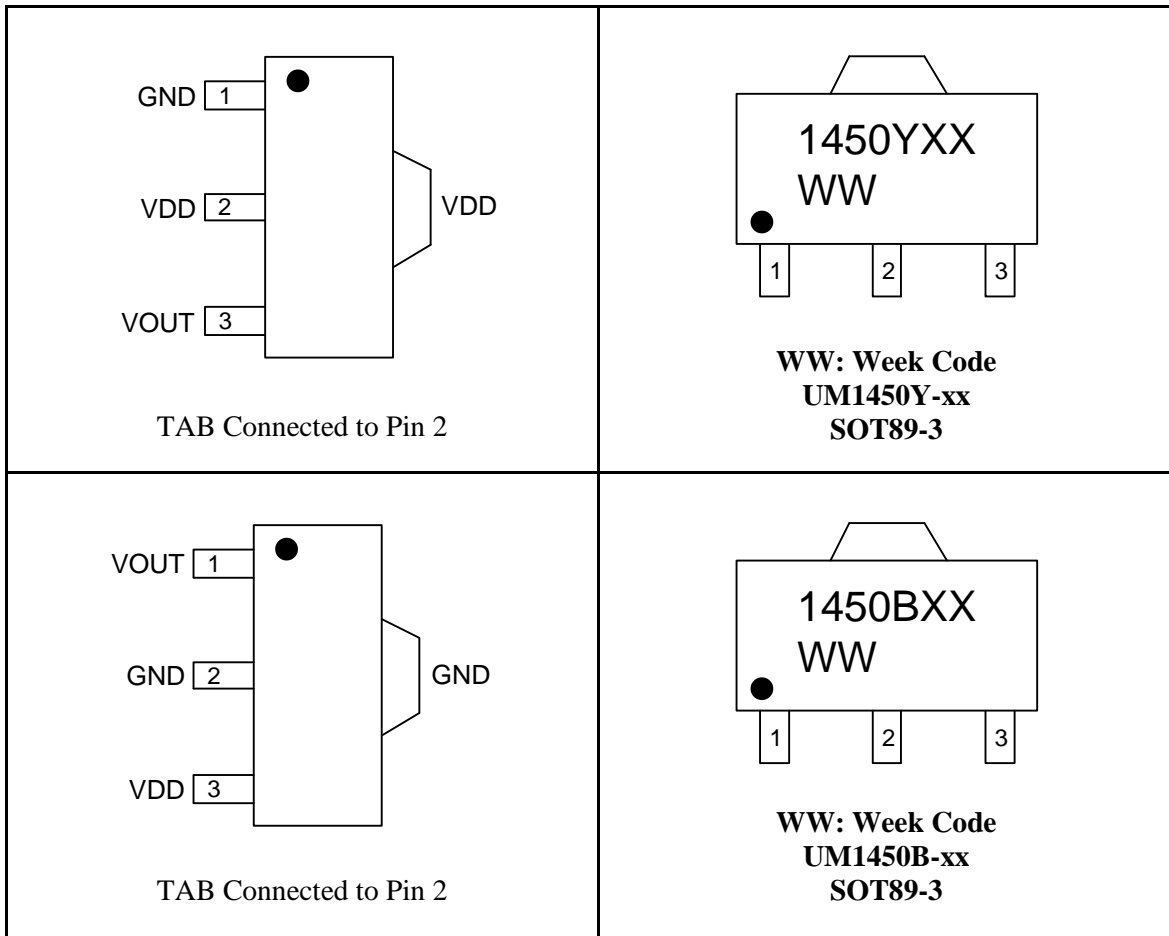 GND 1
VDD 2
VDD
VOUT 3
TAB Connected to Pin 2
1450YXX
WW
1 2 3
WW: Week Code
UM1450Y-xx
SOT89-3
VOUT 1
GND 2
GND
VDD 3
TAB Connected to Pin 2
1450BXX
WW
1 2 3
WW: Week Code
UM1450B-xx
SOT89-3